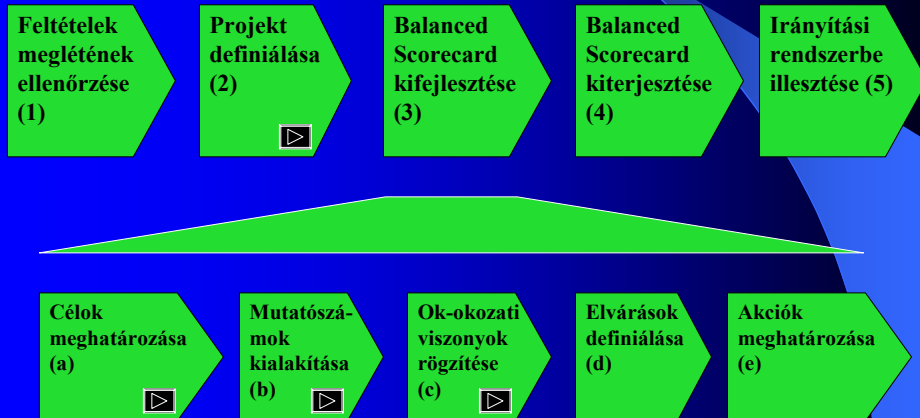 Feltételek
meglétének
ellenőrzése
(1)
Projekt
definiálása
(2)
Balanced
Scorecard
kifejlesztése
(3)
Balanced
Scorecard
kiterjesztése
(4)
Irányítási
rendszerbe
illesztése (5)
Célok
meghatározása
(a)
Mutatószá-
mok
kialakítása
(b)
Ok-okozati
viszonyok
rögzítése
(c)
Elvárások
definiálása
(d)
Akciók
meghatározása
(e)